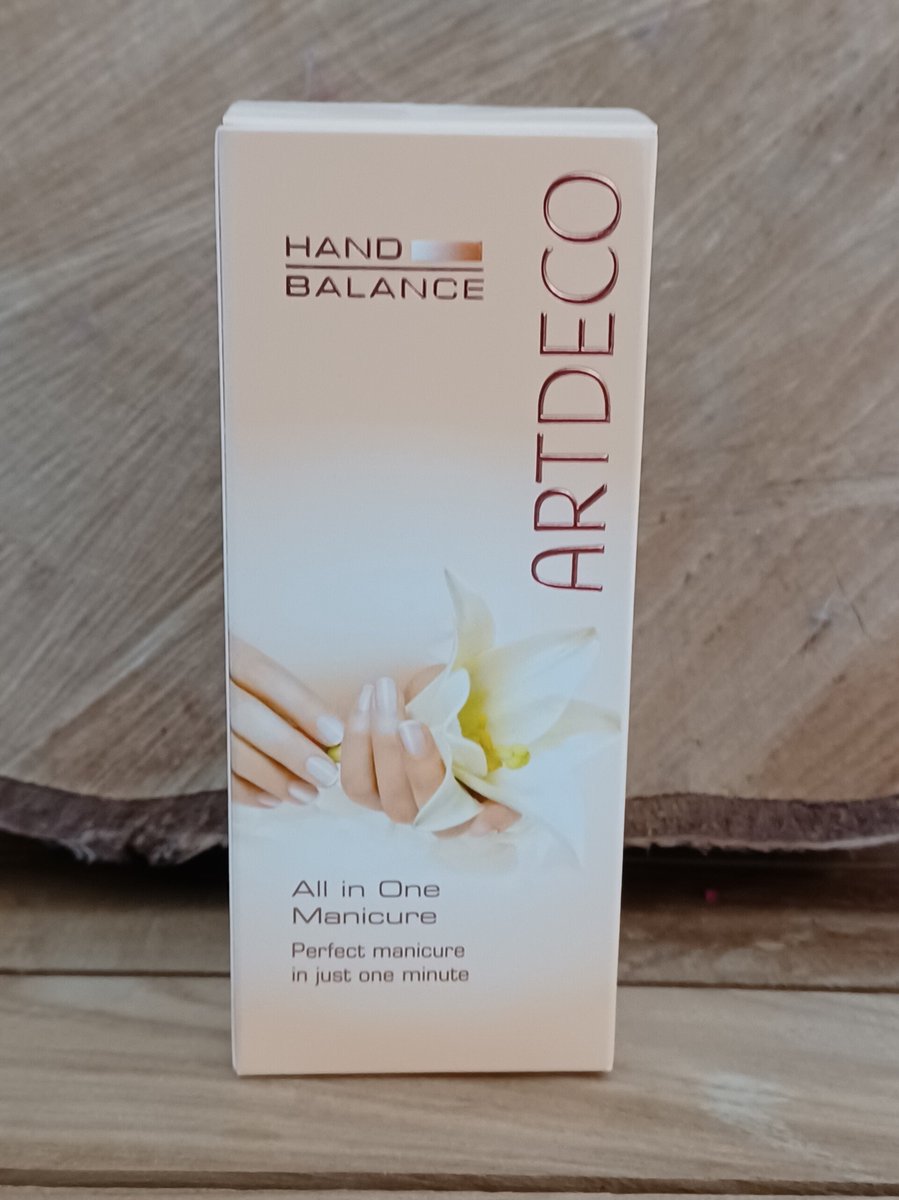 HAND
BALANCE
ARTDECO
All in One
Manicure
Perfect manicure
in just one minute